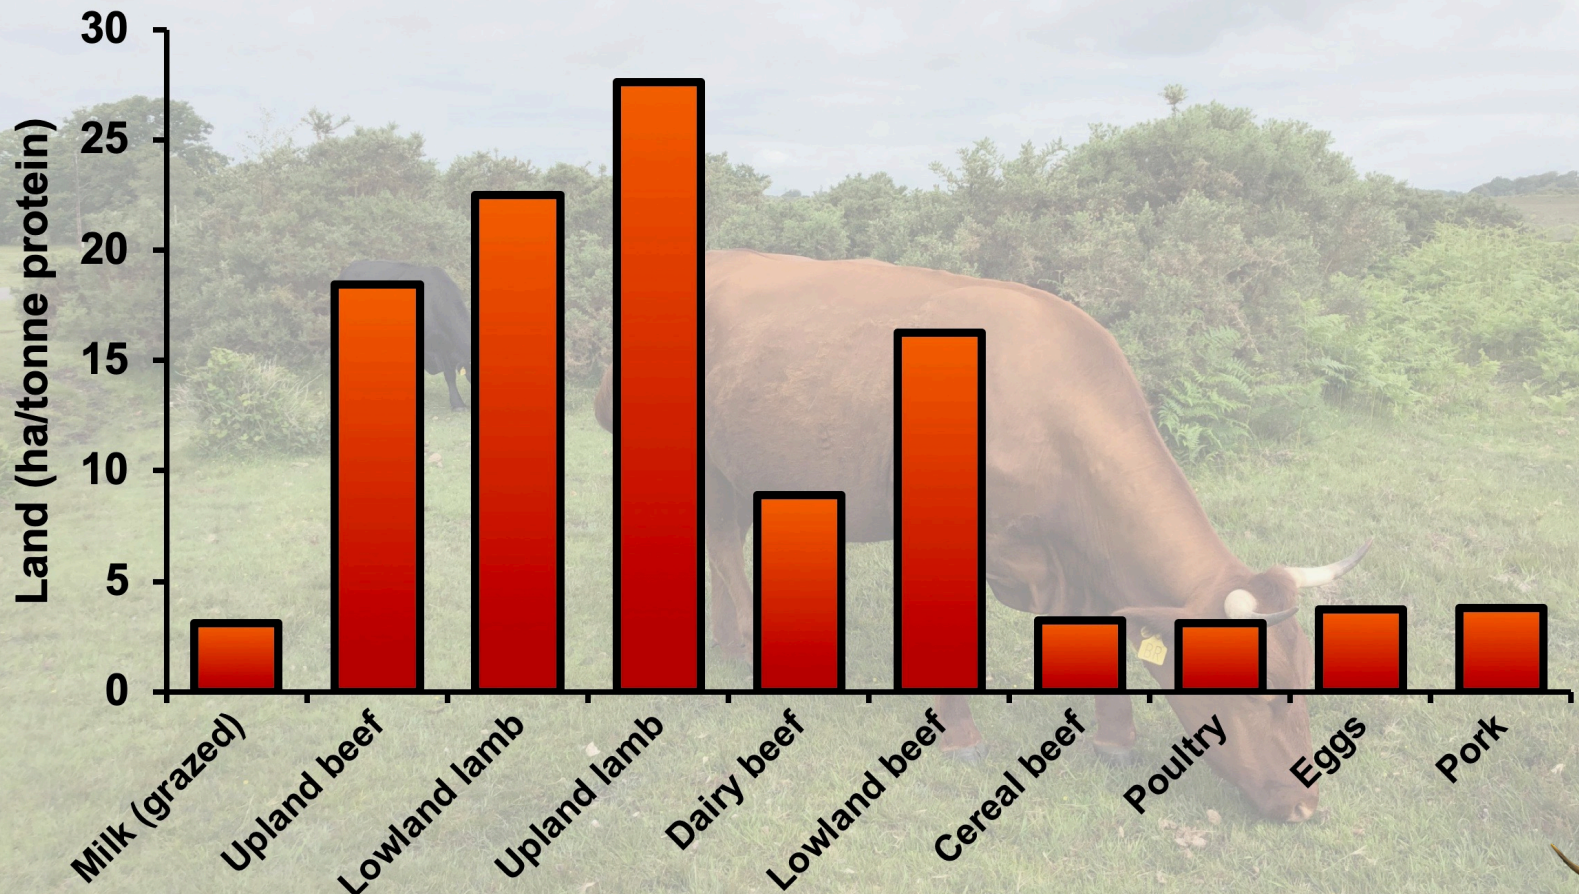 Land (ha/tonne protein)
30
25
20
15
10
5
0
Milk (grazed)
Upland beef
Lowland lamb
Upland lamb
Dairy beef
Lowland beef
Cereal beef
Poultry
Eggs
Pork